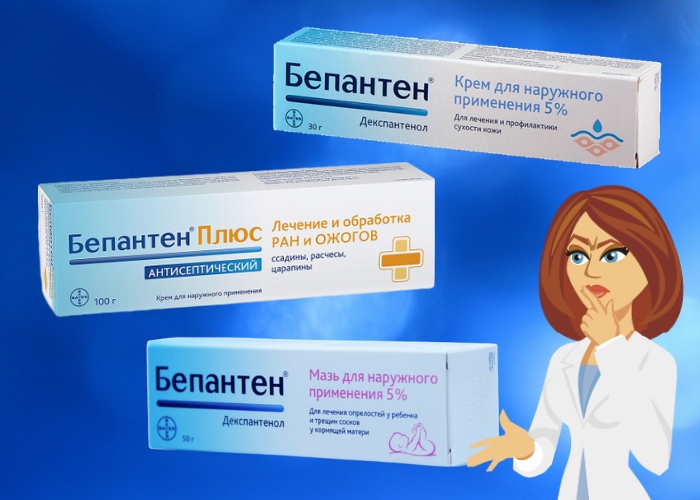 Бепантен®
Крем для наружного
применения 5%
Декспантенол
Для лечения и профилактики
сухости кожи
30 г
Бепантен® Плюс
АНТИСЕПТИЧЕСКИЙ
Лечение и обработка
РАН и ОЖОГОВ
ссадины, расчесы,
царапины
100 г
Крем для наружного применения
BAYER
Бепантен®
Мазь для наружного
применения 5%
Декспантенол
Для лечения опрелостей у ребенка
и трещин сосков
у кормящей матери
50 г
BAYER